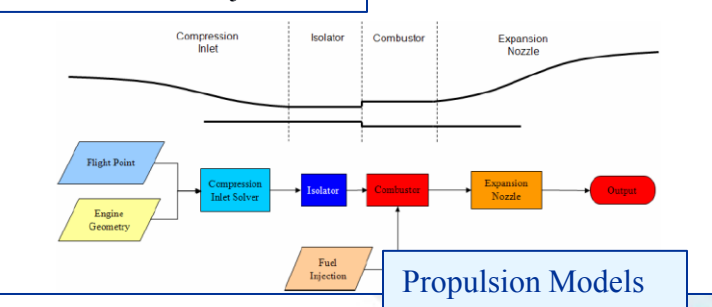 Compression
Inlet
Isolator
Combustor
Expansion
Nozzle
Flight Point
Engine
Geometry
Compression
Inlet Solver
Isolator
Combustor
Expansion
Nozzle
Output
Fuel
Injection
Propulsion Models